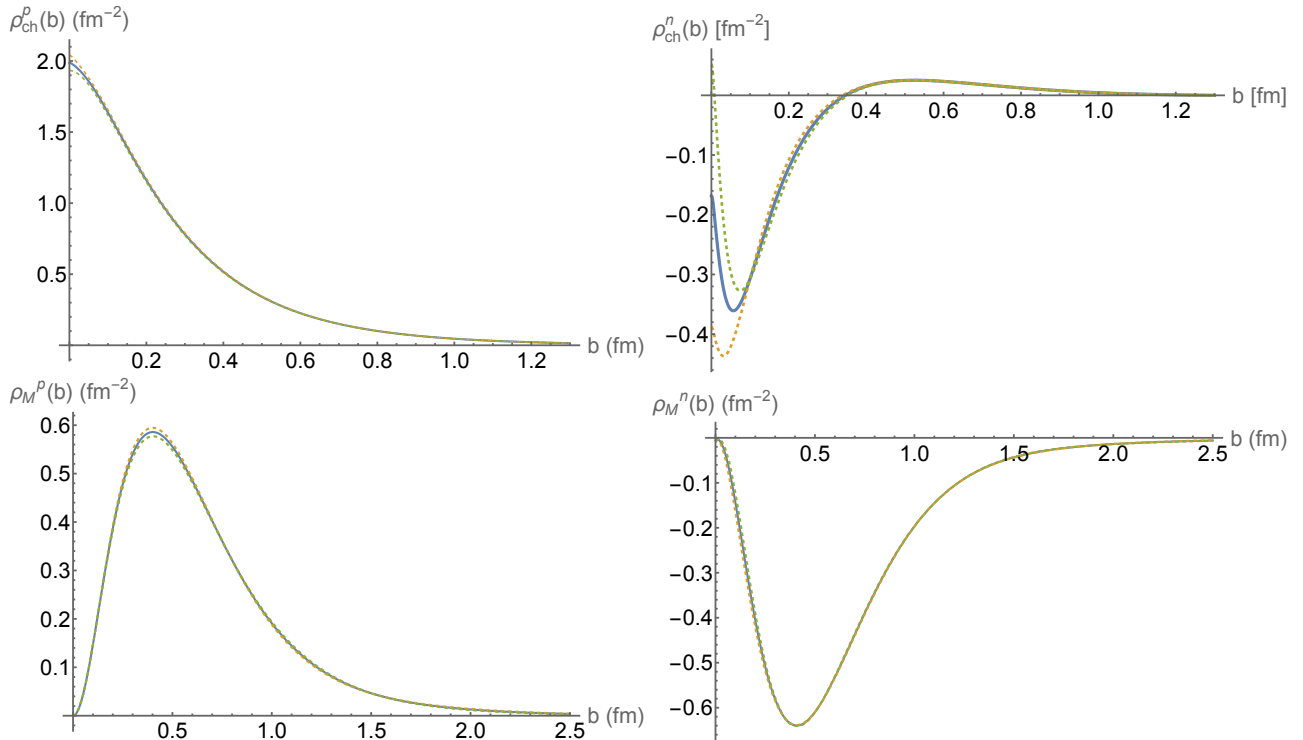 ρ_ch^p(b) (fm⁻²)
2.0
1.5
1.0
0.5
0.2 0.4 0.6 0.8 1.0 1.2 b (fm)
ρ_ch^n(b) [fm⁻²]
0.2 0.4 0.6 0.8 1.0 1.2 b [fm]
−0.1
−0.2
−0.3
−0.4
ρ_M^p(b) (fm⁻²)
0.6
0.5
0.4
0.3
0.2
0.1
0.5 1.0 1.5 2.0 2.5 b (fm)
ρ_M^n(b) (fm⁻²)
0.5 1.0 1.5 2.0 2.5 b (fm)
−0.1
−0.2
−0.3
−0.4
−0.5
−0.6